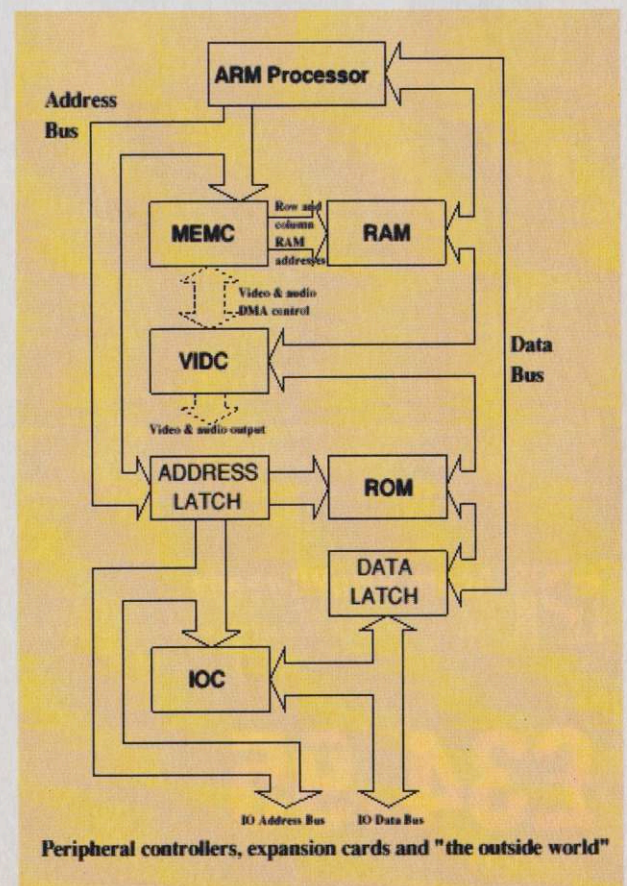 ARM Processor
Address
Bus
MEMC
Row and
column
RAM
addresses
RAM
Video & audio
DMA control
VIDC
Data
Bus
Video & audio output
ADDRESS
LATCH
ROM
DATA
LATCH
IOC
IO Address Bus
IO Data Bus
Peripheral controllers, expansion cards and "the outside world"